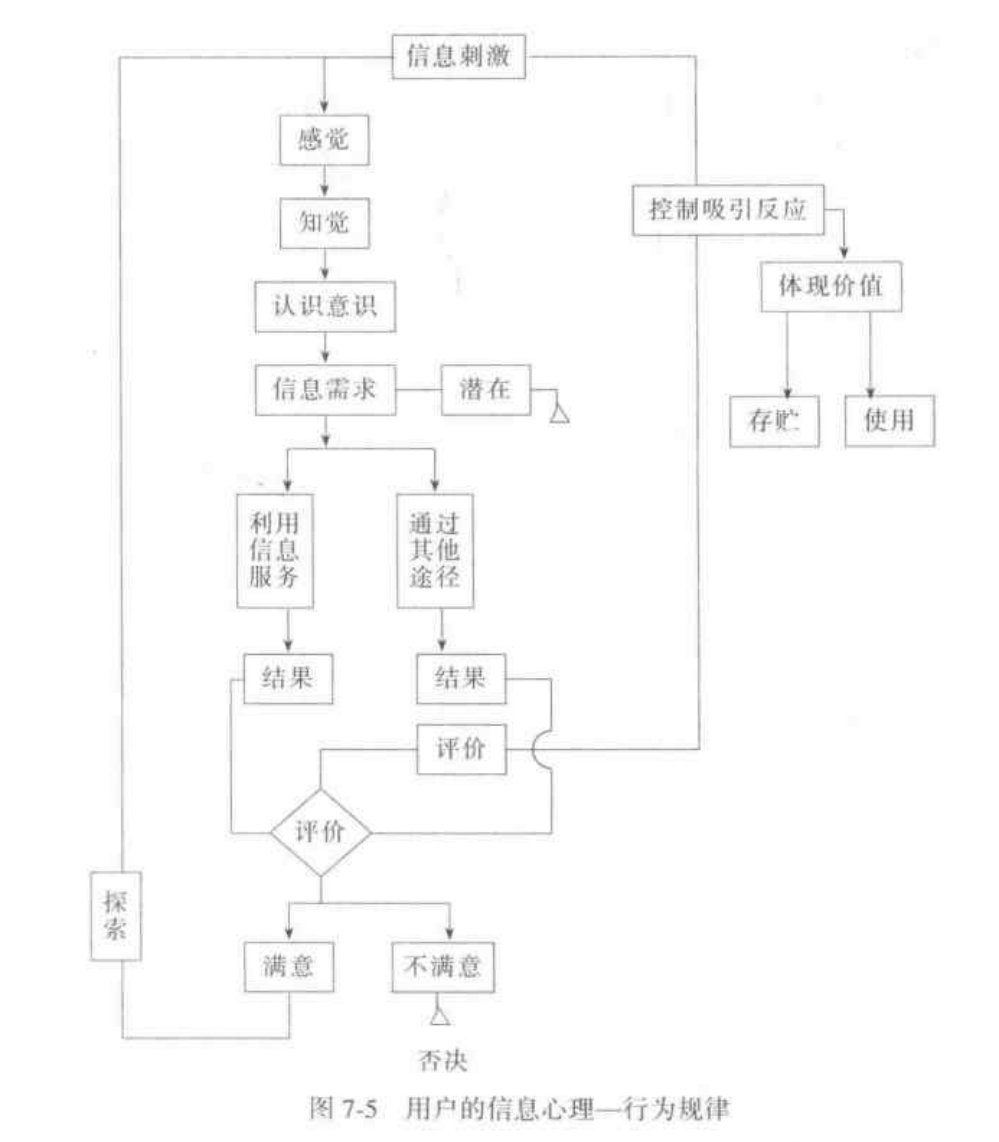 信息刺激
感觉
控制吸引反应
知觉
体现价值
认识意识
信息需求
潜在
存贮
使用
利用
信息
服务
通过
其他
途径
结果
结果
评价
评价
探
索
满意
不满意
否决
图 7-5 用户的信息心理—行为规律